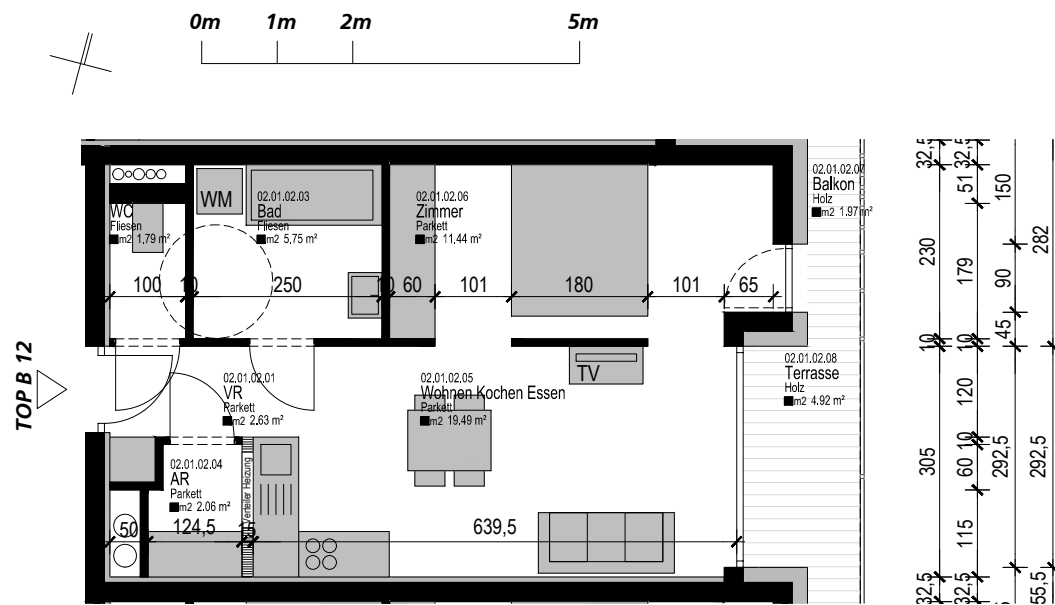 0m 1m 2m 5m
WC
Fliesen
m2 1,79 m²
WM
02.01.02.03
Bad
Fliesen
m2 5,75 m²
02.01.02.06
Zimmer
Parkett
m2 11,44 m²
02.01.02.07
Balkon
Holz
m2 1.97 m²
100 10 250 10 60 101 180 101 65
TOP B 12
02.01.02.01
VR
Parkett
m2 2.63 m²
02.01.02.05
Wohnen Kochen Essen
Parkett
m2 19.49 m²
TV
02.01.02.08
Terrasse
Holz
m2 4.92 m²
02.01.02.04
AR
Parkett
m2 2.06 m²
Verteiler Heizung
50 124,5 15 639,5
32,5 230 10 305 32,5
32,5 51 179 10 120 10 60 115 32,5
150 90 45 292,5
282 292,5 55,5